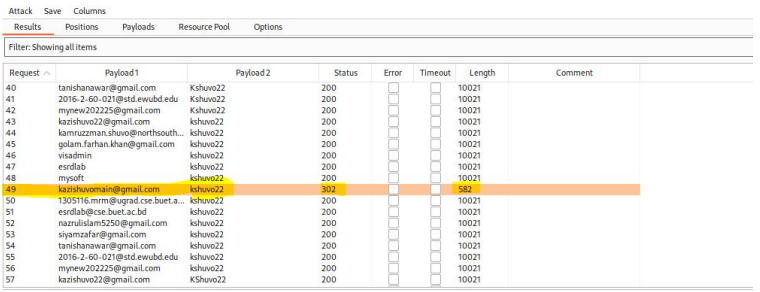 Attack Save Columns
Results Positions Payloads Resource Pool Options
Filter: Showing all items
Request Payload1 Payload2 Status Error Timeout Length Comment
40 tanishanawar@gmail.com Kshuvo22 200 10021
41 2016-2-60-021@std.ewubd.edu Kshuvo22 200 10021
42 mynew202225@gmail.com Kshuvo22 200 10021
43 kazishuvo22@gmail.com kshuvo22 200 10021
44 kamruzzman.shuvo@northsouth... kshuvo22 200 10021
45 golam.farhan.khan@gmail.com kshuvo22 200 10021
46 visadmin kshuvo22 200 10021
47 esrdlab kshuvo22 200 10021
48 mysoft kshuvo22 200 10021
49 kazishuvomain@gmail.com kshuvo22 302 582
50 1305116.mrm@ugrad.cse.buet.a... kshuvo22 200 10021
51 esrdlab@cse.buet.ac.bd kshuvo22 200 10021
52 nazrulislam5250@gmail.com kshuvo22 200 10021
53 siyamzafar@gmail.com kshuvo22 200 10021
54 tanishanawar@gmail.com kshuvo22 200 10021
55 2016-2-60-021@std.ewubd.edu kshuvo22 200 10021
56 mynew202225@gmail.com kshuvo22 200 10021
57 kazishuvo22@gmail.com KShuvo22 200 10021